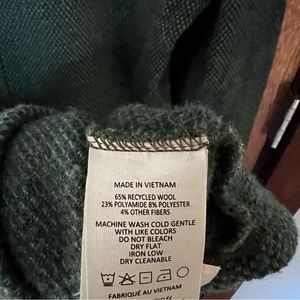 MADE IN VIETNAM
65% RECYCLED WOOL
23% POLYAMIDE 8% POLYESTER
4% OTHER FIBERS
MACHINE WASH COLD GENTLE
WITH LIKE COLORS
DO NOT BLEACH
DRY FLAT
IRON LOW
DRY CLEANABLE
FABRIQUÉ AU VIETNAM